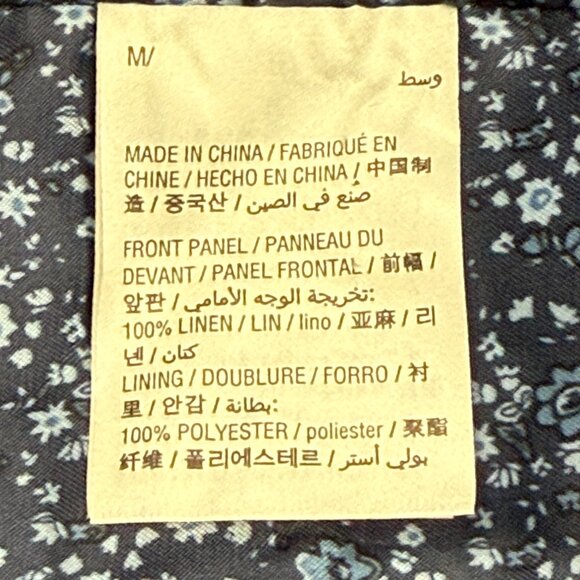 M/
وسط
MADE IN CHINA / FABRIQUÉ EN
CHINE / HECHO EN CHINA / 中国制
造 / 중국산 / صُنع في الصين
FRONT PANEL / PANNEAU DU
DEVANT / PANEL FRONTAL / 前幅 /
앞판 / تخريجة الوجه الأمامي:
100% LINEN / LIN / lino / 亚麻 / 리
넨 / كتان
LINING / DOUBLURE / FORRO / 衬
里 / 안감 / بطانة:
100% POLYESTER / poliester / 聚酯
纤维 / 폴리에스테르 / بولي أستر